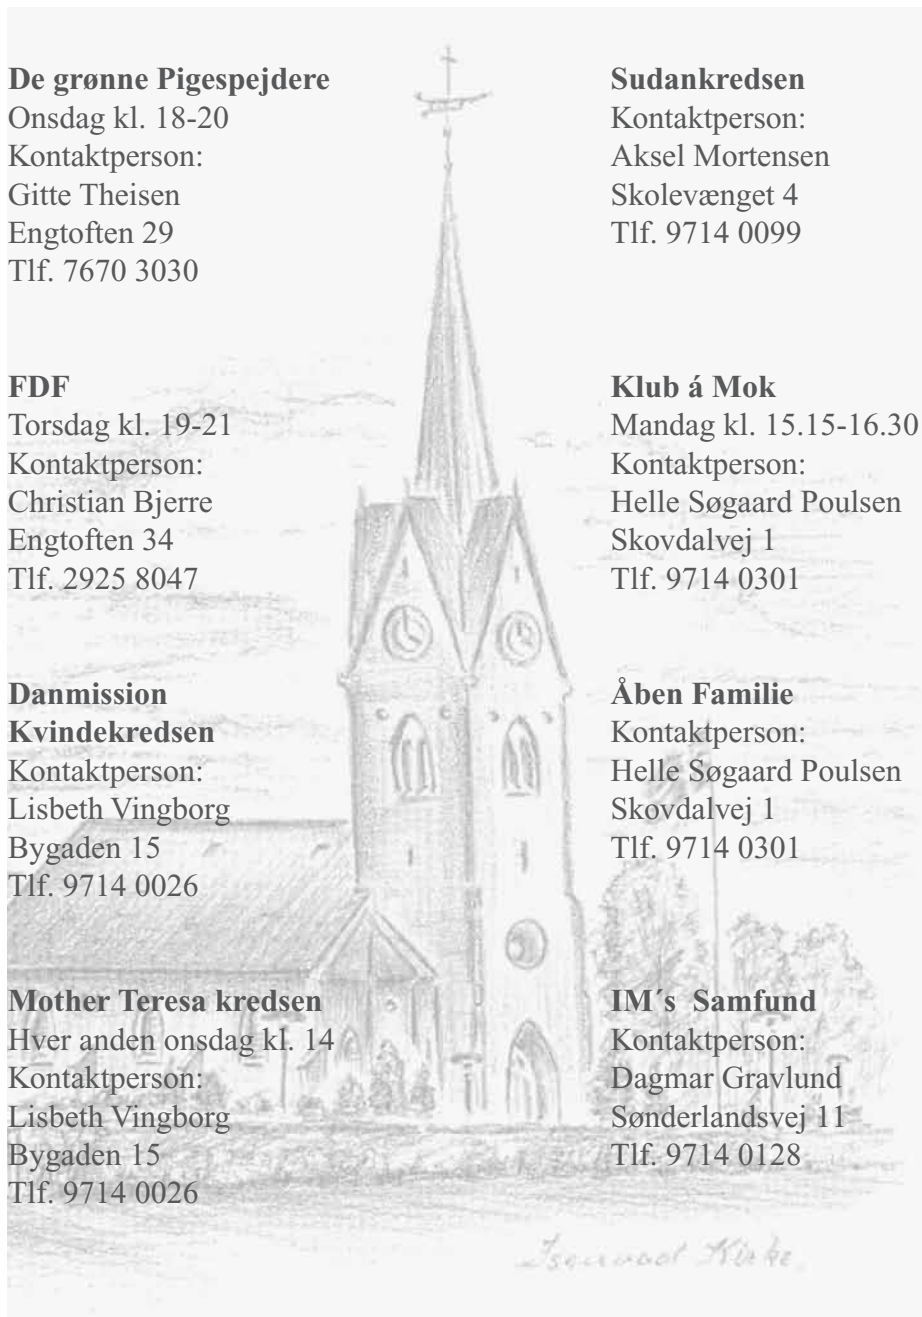 De grønne Pigespejdere
Onsdag kl. 18-20
Kontaktperson:
Gitte Theisen
Engtoften 29
Tlf. 7670 3030
FDF
Torsdag kl. 19-21
Kontaktperson:
Christian Bjerre
Engtoften 34
Tlf. 2925 8047
Danmission
Kvindekredsen
Kontaktperson:
Lisbeth Vingborg
Bygaden 15
Tlf. 9714 0026
Mother Teresa kredsen
Hver anden onsdag kl. 14
Kontaktperson:
Lisbeth Vingborg
Bygaden 15
Tlf. 9714 0026
Sudankredsen
Kontaktperson:
Aksel Mortensen
Skolevænget 4
Tlf. 9714 0099
Klub á Mok
Mandag kl. 15.15-16.30
Kontaktperson:
Helle Søgaard Poulsen
Skovdalvej 1
Tlf. 9714 0301
Åben Familie
Kontaktperson:
Helle Søgaard Poulsen
Skovdalvej 1
Tlf. 9714 0301
IM´s  Samfund
Kontaktperson:
Dagmar Gravlund
Sønderlandsvej 11
Tlf. 9714 0128
Isenvad Kirke